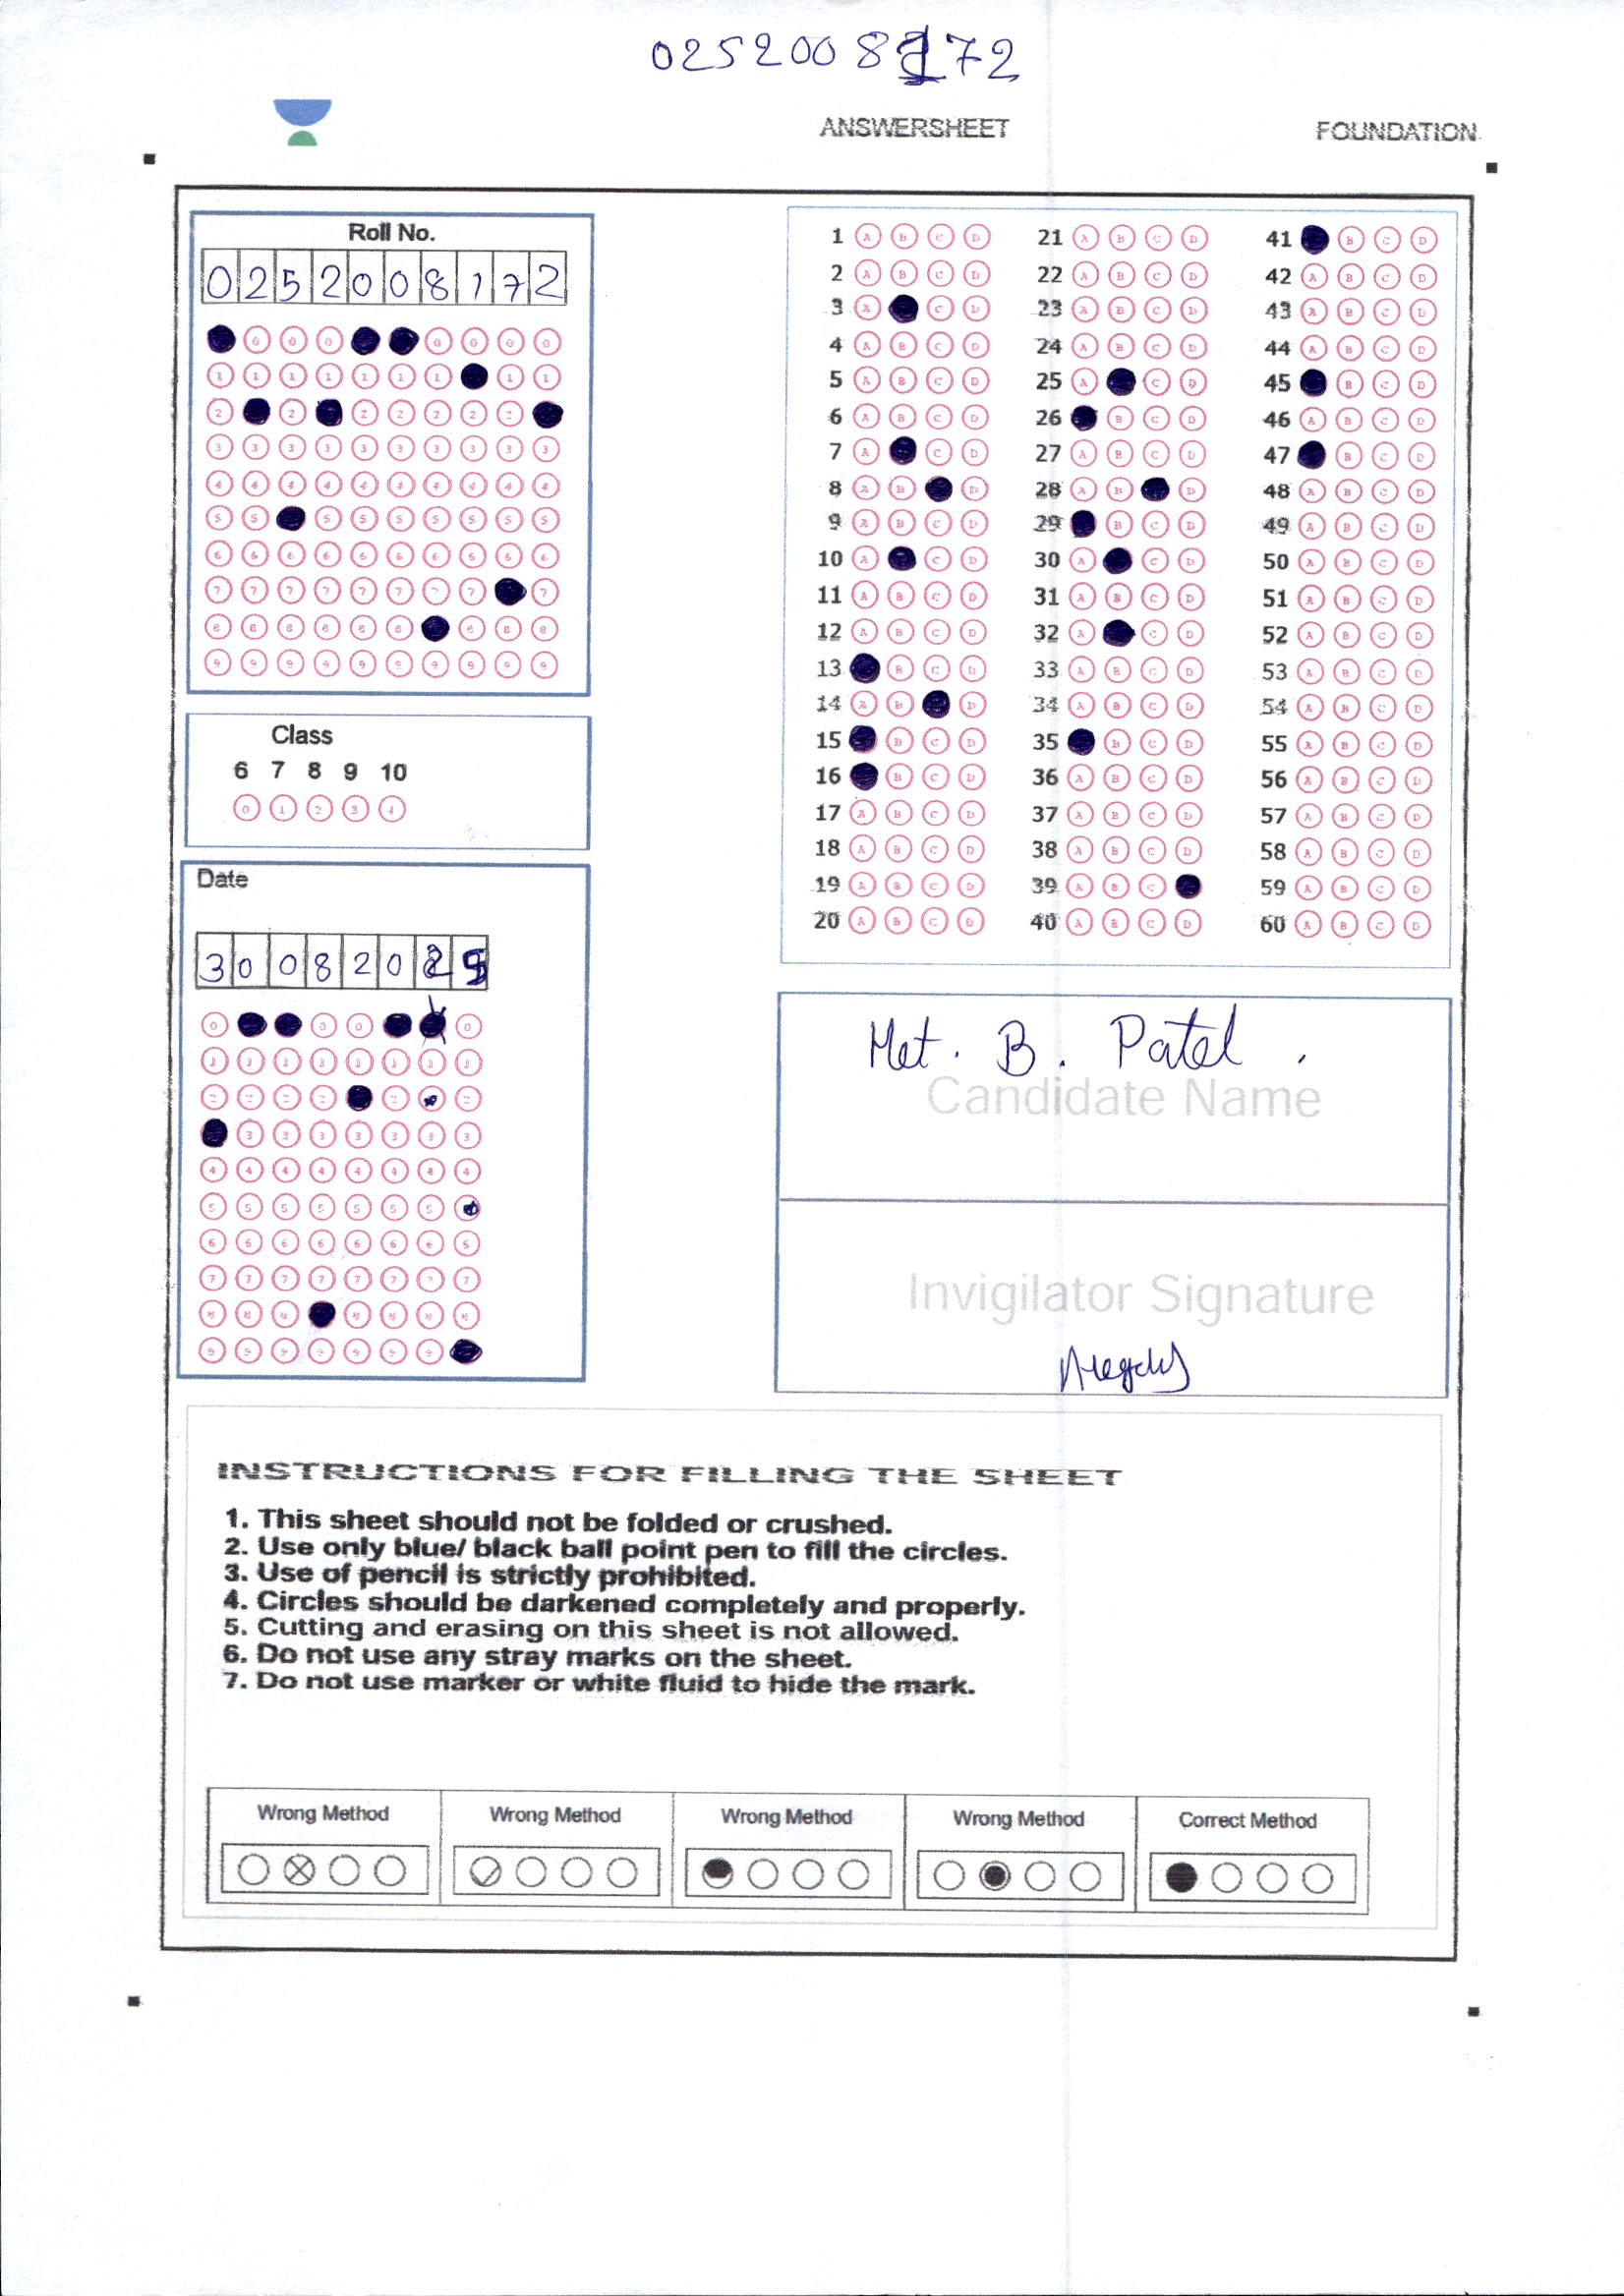 0252008172
ANSWERSHEET
FOUNDATION
Roll No.
0 2 5 2 0 0 8 1 7 2
Class
6 7 8 9 10
Date
3 0 0 8 2 0 2 5
1 A B C D
2 A B C D
3 A C D
4 A B C D
5 A B C D
6 A B C D
7 A C D
8 A B D
9 A B C D
10 A C D
11 A B C D
12 A B C D
13 B C D
14 A B D
15 B C D
16 B C D
17 A B C D
18 A B C D
19 A B C D
20 A B C D
21 A B C D
22 A B C D
23 A B C D
24 A B C D
25 A C D
26 B C D
27 A B C D
28 A B D
29 B C D
30 A C D
31 A B C D
32 A C D
33 A B C D
34 A B C D
35 B C D
36 A B C D
37 A B C D
38 A B C D
39 A B C
40 A B C D
41 B C D
42 A B C D
43 A B C D
44 A B C D
45 B C D
46 A B C D
47 B C D
48 A B C D
49 A B C D
50 A B C D
51 A B C D
52 A B C D
53 A B C D
54 A B C D
55 A B C D
56 A B C D
57 A B C D
58 A B C D
59 A B C D
60 A B C D
Met. B. Patel.
Candidate Name
Invigilator Signature
INSTRUCTIONS FOR FILLING THE SHEET
1. This sheet should not be folded or crushed.
2. Use only blue/ black ball point pen to fill the circles.
3. Use of pencil is strictly prohibited.
4. Circles should be darkened completely and properly.
5. Cutting and erasing on this sheet is not allowed.
6. Do not use any stray marks on the sheet.
7. Do not use marker or white fluid to hide the mark.
Wrong Method
Wrong Method
Wrong Method
Wrong Method
Correct Method